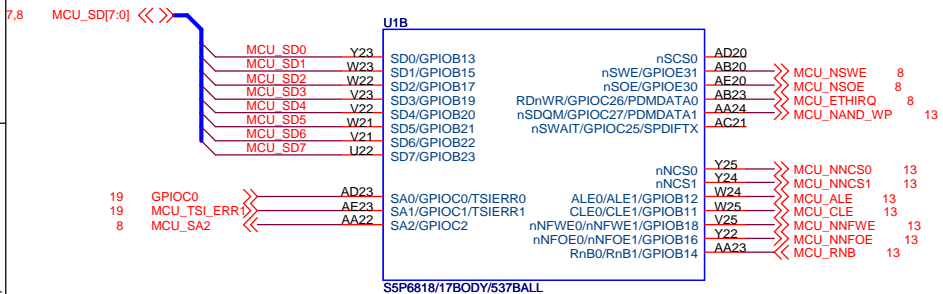 7,8 MCU_SD[7:0] U1B
MCU_SD0 Y23 SD0/GPIOB13 nSCS0 AD20
MCU_SD1 W23 SD1/GPIOB15 nSWE/GPIOE31 AB20 MCU_NSWE 8
MCU_SD2 W22 SD2/GPIOB17 nSOE/GPIOE30 AE20 MCU_NSOE 8
MCU_SD3 V23 SD3/GPIOB19 RDnWR/GPIOC26/PDMDATA0 AB23 MCU_ETHIRQ 8
MCU_SD4 V22 SD4/GPIOB20 nSDQM/GPIOC27/PDMDATA1 AA24 MCU_NAND_WP 13
MCU_SD5 W21 SD5/GPIOB21 nSWAIT/GPIOC25/SPDIFTX AC21
MCU_SD6 V21 SD6/GPIOB22
MCU_SD7 U22 SD7/GPIOB23
nNCS0 Y25 MCU_NNCS0 13
nNCS1 Y24 MCU_NNCS1 13
19 GPIOC0 AD23 SA0/GPIOC0/TSIERR0 ALE0/ALE1/GPIOB12 W24 MCU_ALE 13
19 MCU_TSI_ERR1 AE23 SA1/GPIOC1/TSIERR1 CLE0/CLE1/GPIOB11 W25 MCU_CLE 13
8 MCU_SA2 AA22 SA2/GPIOC2 nNFWE0/nNFWE1/GPIOB18 V25 MCU_NNFWE 13
nNFOE0/nNFOE1/GPIOB16 Y22 MCU_NNFOE 13
RnB0/RnB1/GPIOB14 AA23 MCU_RNB 13
S5P6818/17BODY/537BALL